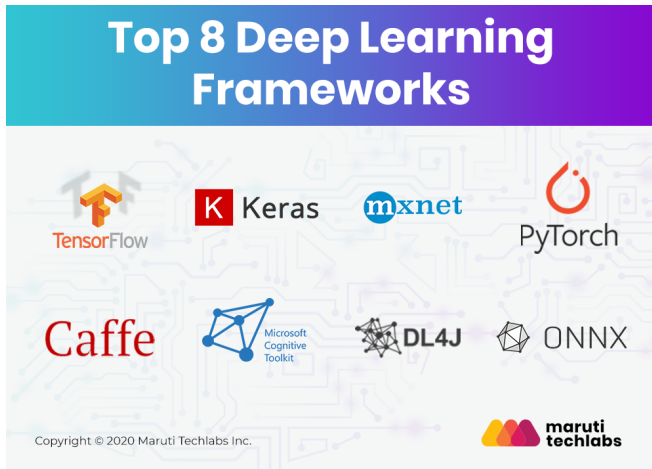 Top 8 Deep Learning
Frameworks
TensorFlow
K Keras
mxnet
PyTorch
Caffe
Microsoft
Cognitive
Toolkit
DL4J
ONNX
Copyright © 2020 Maruti Techlabs Inc.
maruti
techlabs